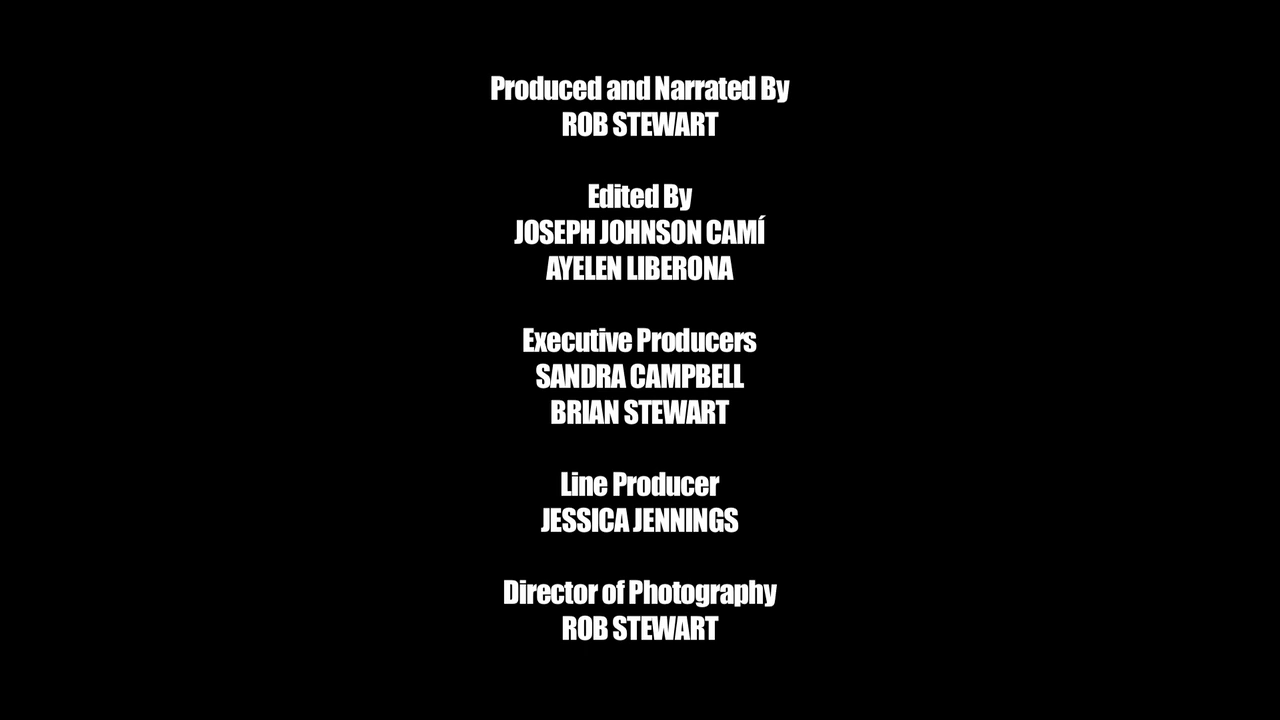 Produced and Narrated By
ROB STEWART
Edited By
JOSEPH JOHNSON CAMÍ
AYELEN LIBERONA
Executive Producers
SANDRA CAMPBELL
BRIAN STEWART
Line Producer
JESSICA JENNINGS
Director of Photography
ROB STEWART